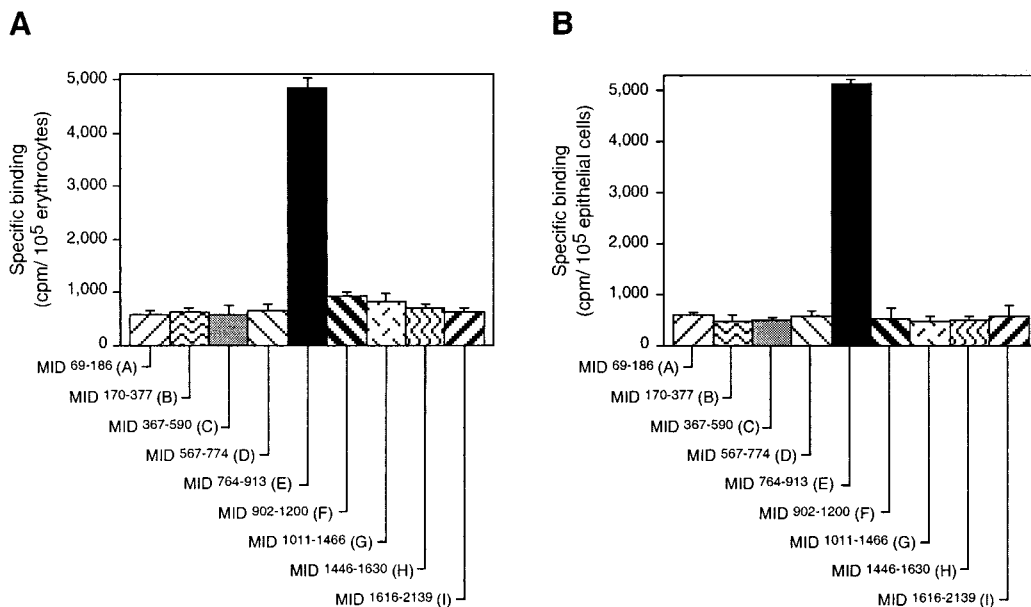 A
Specific binding
(cpm/ 10⁵ erythrocytes)
5,000
4,000
3,000
2,000
1,000
0
MID 69-186 (A)
MID 170-377 (B)
MID 367-590 (C)
MID 567-774 (D)
MID 764-913 (E)
MID 902-1200 (F)
MID 1011-1466 (G)
MID 1446-1630 (H)
MID 1616-2139 (I)
B
Specific binding
(cpm/ 10⁵ epithelial cells)
5,000
4,000
3,000
2,000
1,000
0
MID 69-186 (A)
MID 170-377 (B)
MID 367-590 (C)
MID 567-774 (D)
MID 764-913 (E)
MID 902-1200 (F)
MID 1011-1466 (G)
MID 1446-1630 (H)
MID 1616-2139 (I)